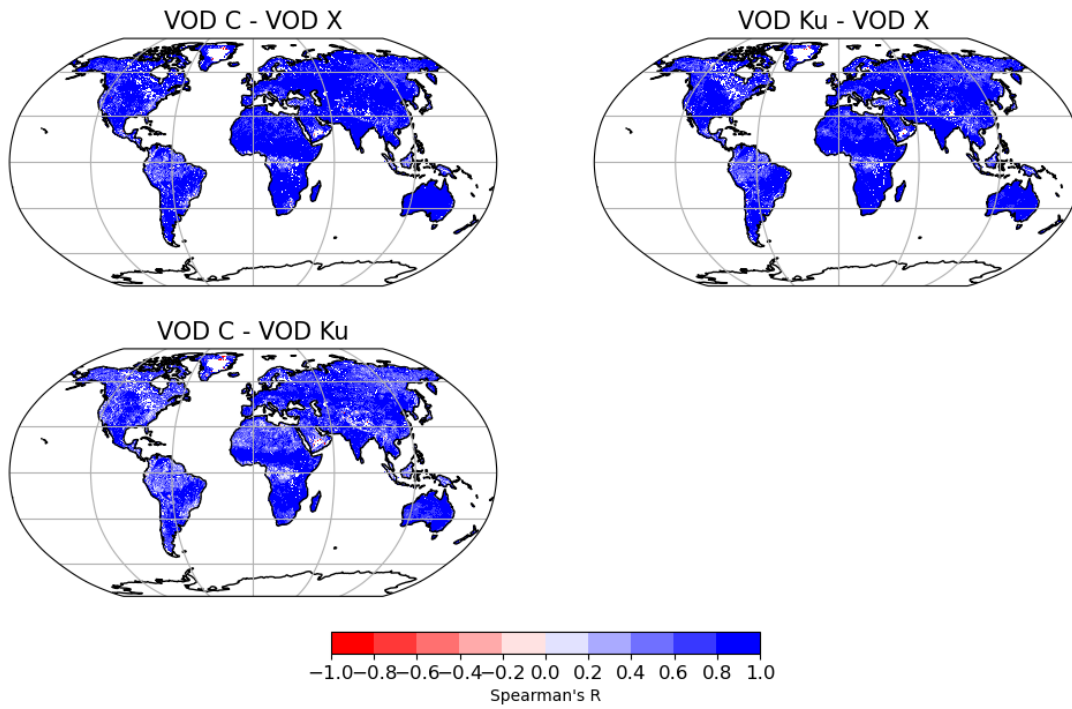 VOD C - VOD X
VOD Ku - VOD X
VOD C - VOD Ku
−1.0−0.8−0.6−0.4−0.2 0.0 0.2 0.4 0.6 0.8 1.0
Spearman's R